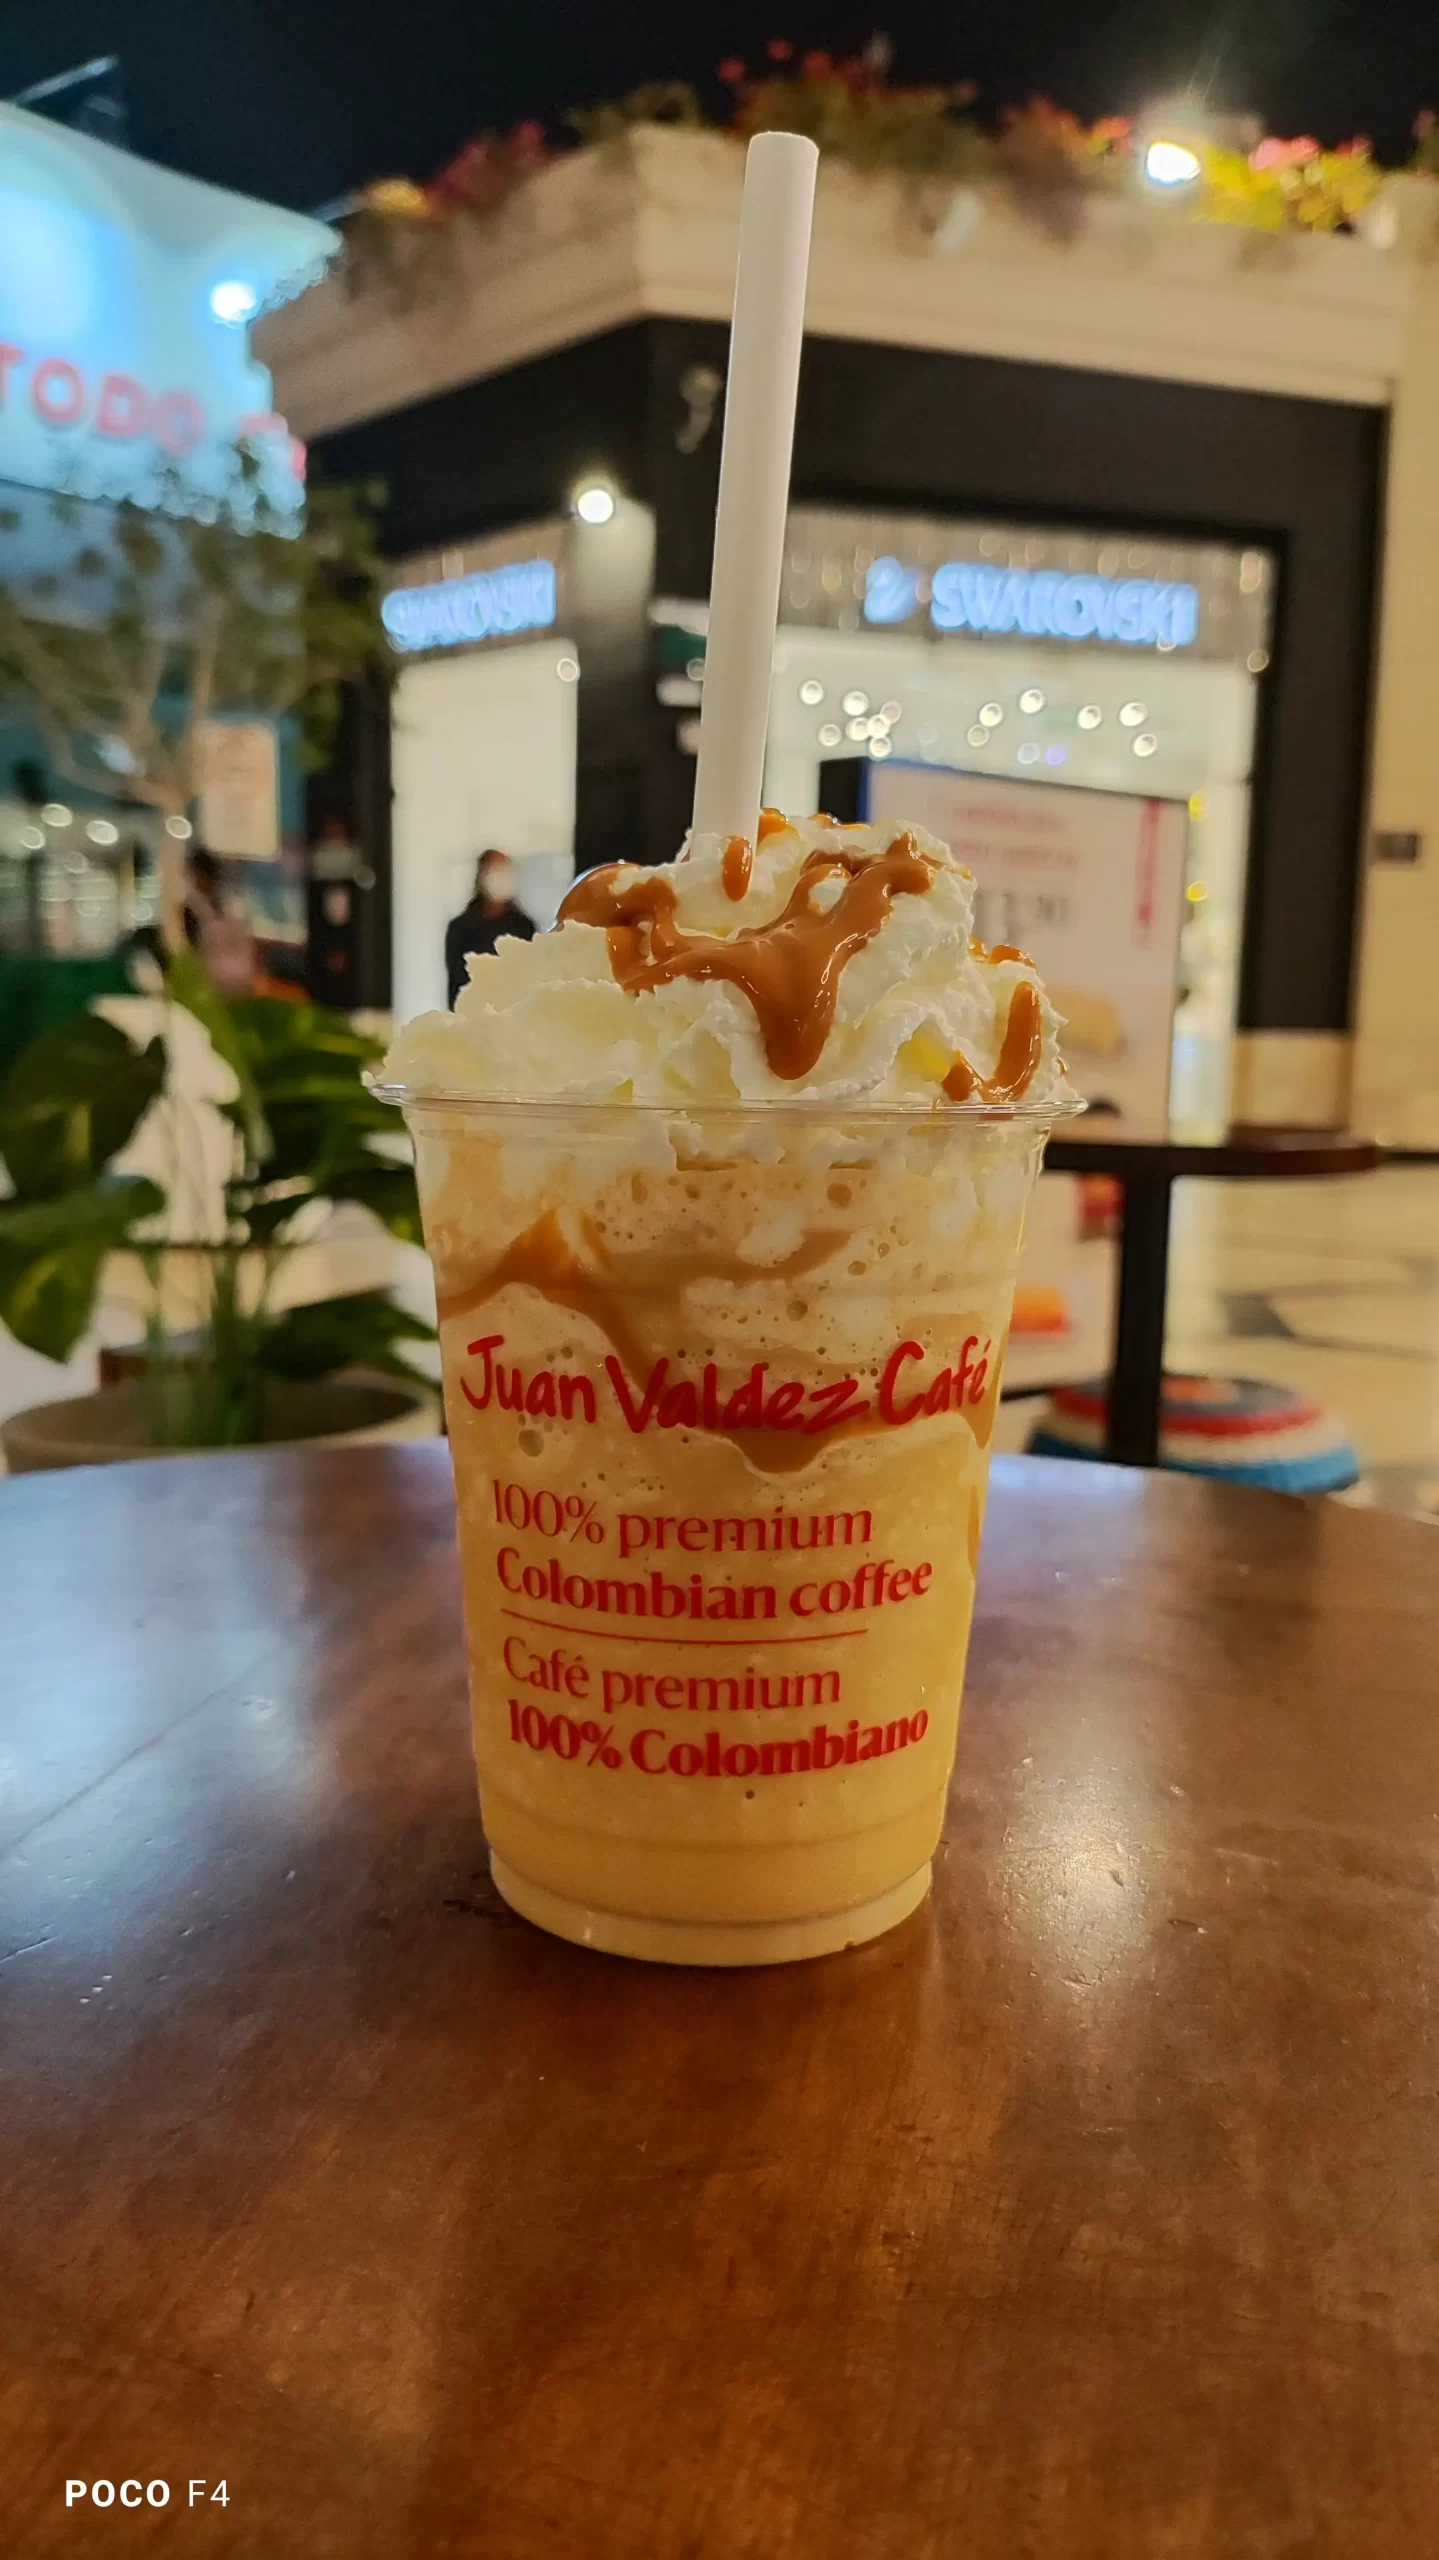 TODO
SWAROVSKI
SWAROVSKI
Juan Valdez Café
100% premium
Colombian coffee
Café premium
100% Colombiano
POCO F4